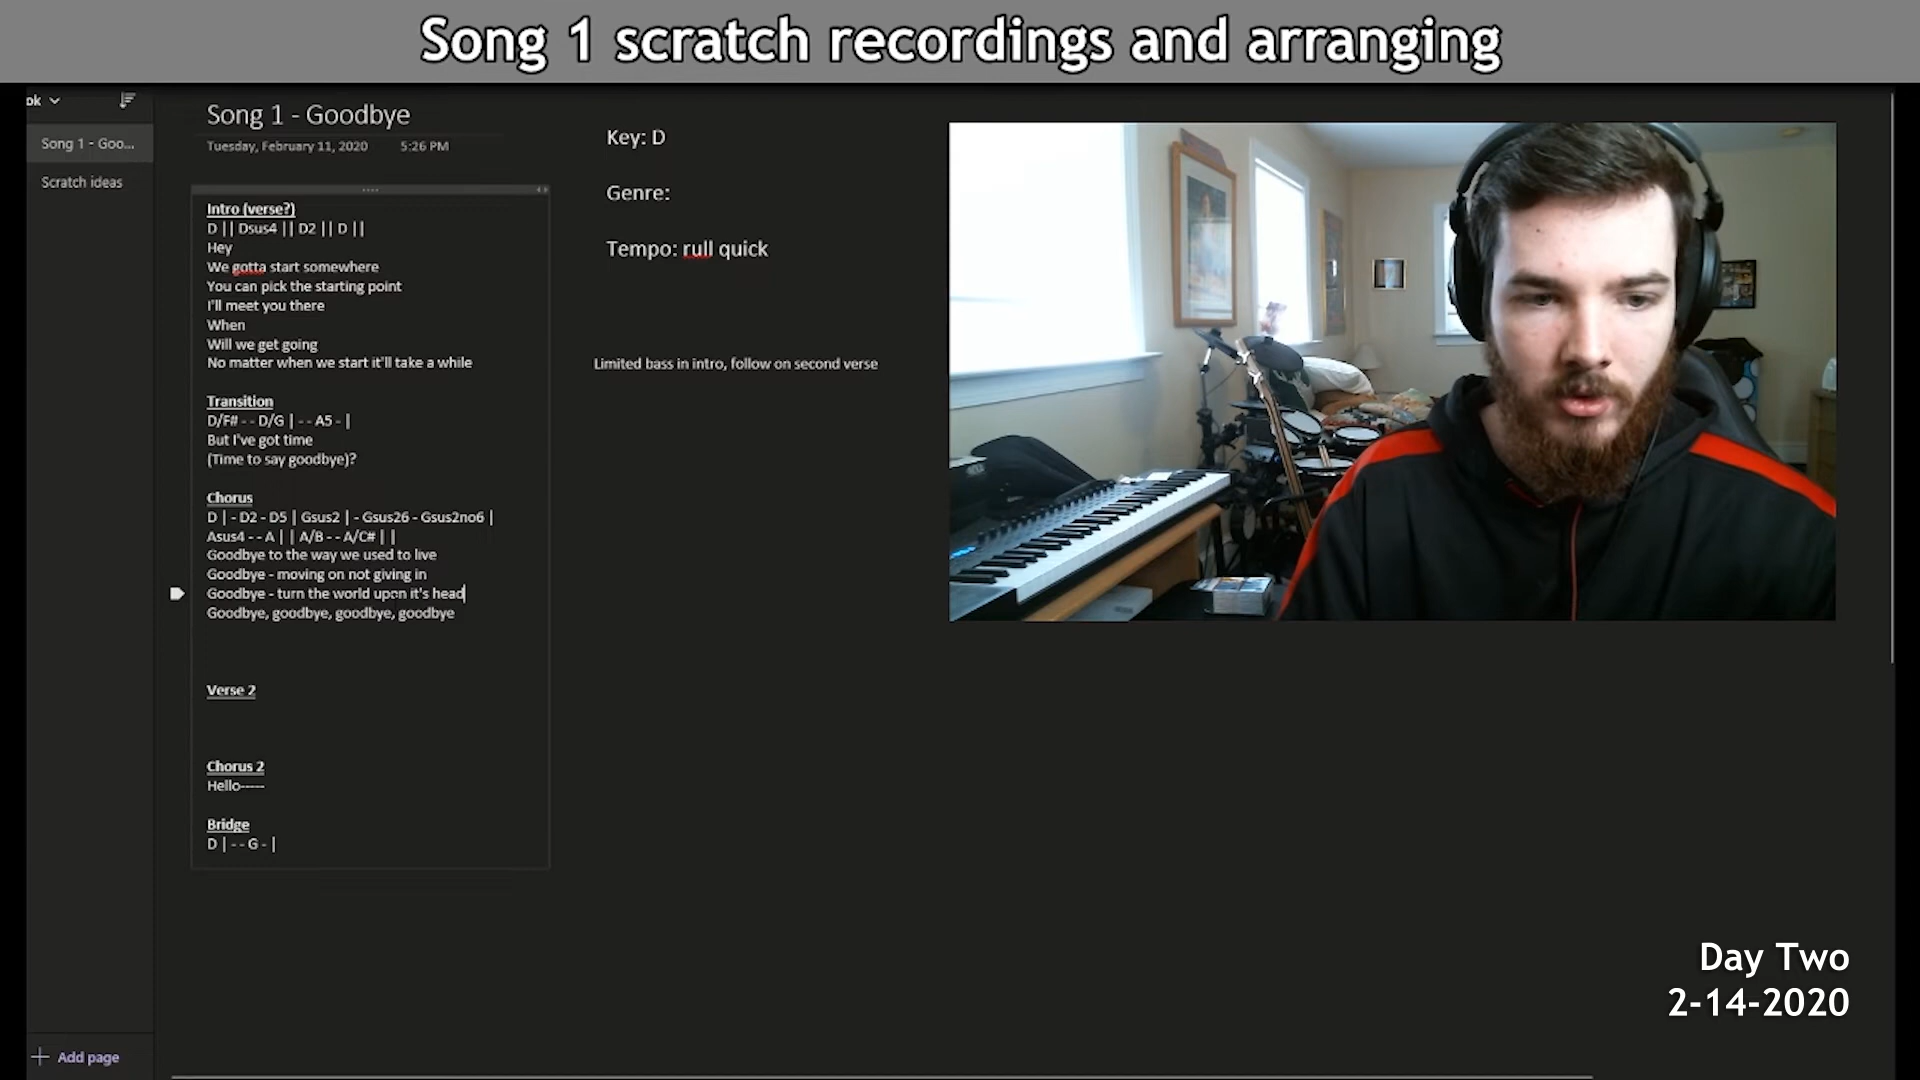 Song 1 scratch recordings and arranging
ok
Song 1 - Goo...
Scratch ideas
Song 1 - Goodbye
Tuesday, February 11, 2020 5:26 PM
Intro (verse?)
D || Dsus4 || D2 || D ||
Hey
We gotta start somewhere
You can pick the starting point
I'll meet you there
When
Will we get going
No matter when we start it'll take a while
Transition
D/F# - - D/G | - - A5 - |
But I've got time
(Time to say goodbye)?
Chorus
D | - D2 - D5 | Gsus2 | - Gsus26 - Gsus2no6 |
Asus4 - - A | | A/B - - A/C# | |
Goodbye to the way we used to live
Goodbye - moving on not giving in
Goodbye - turn the world upon it's head
Goodbye, goodbye, goodbye, goodbye
Verse 2
Chorus 2
Hello-----
Bridge
D | - - G - |
Key: D
Genre:
Tempo: rull quick
Limited bass in intro, follow on second verse
Day Two
2-14-2020
Add page